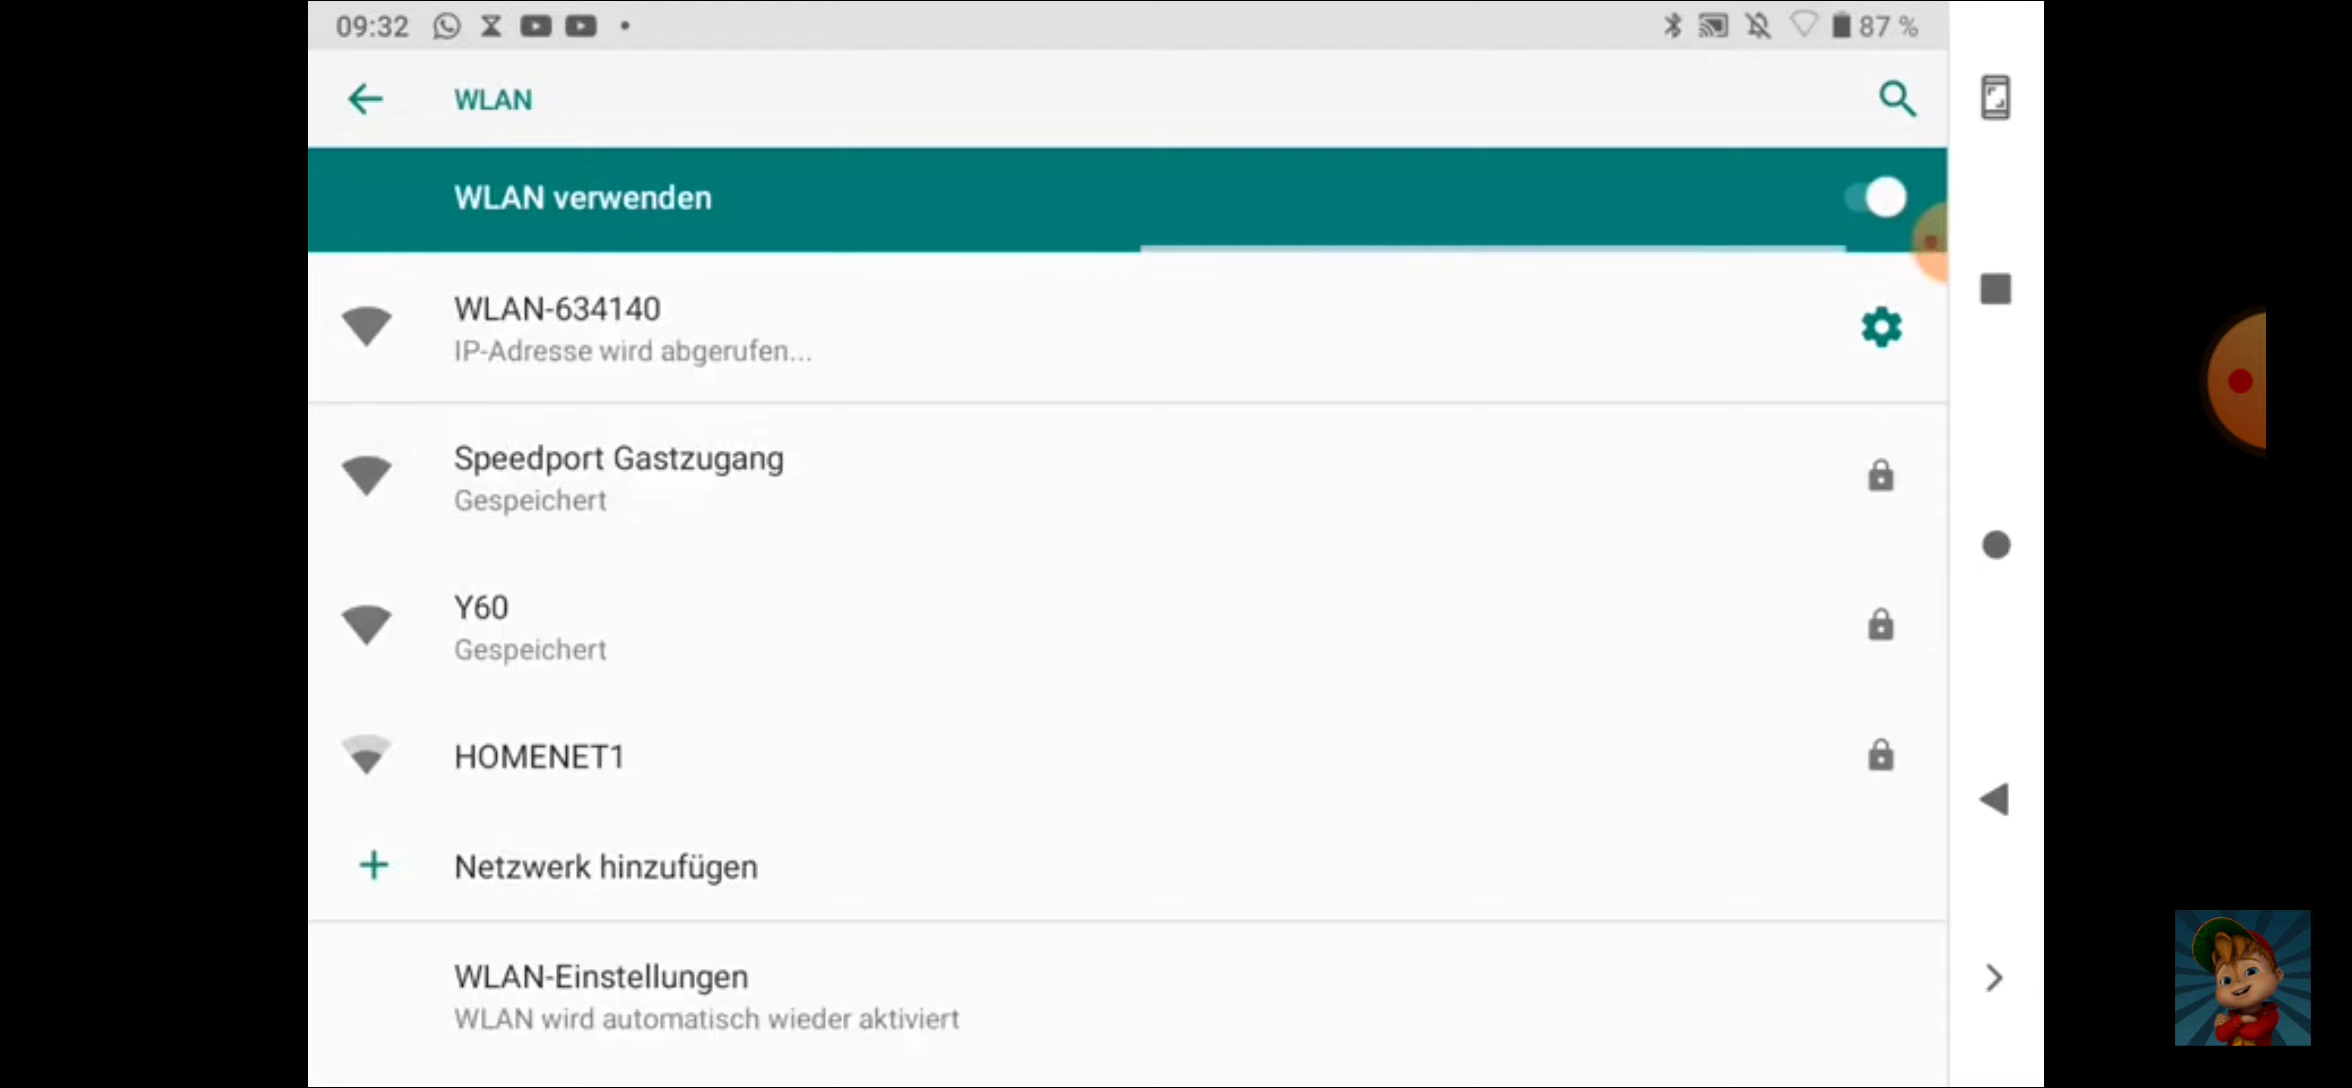 09:32
87 %
WLAN
WLAN verwenden
WLAN-634140
IP-Adresse wird abgerufen...
Speedport Gastzugang
Gespeichert
Y60
Gespeichert
HOMENET1
Netzwerk hinzufügen
WLAN-Einstellungen
WLAN wird automatisch wieder aktiviert